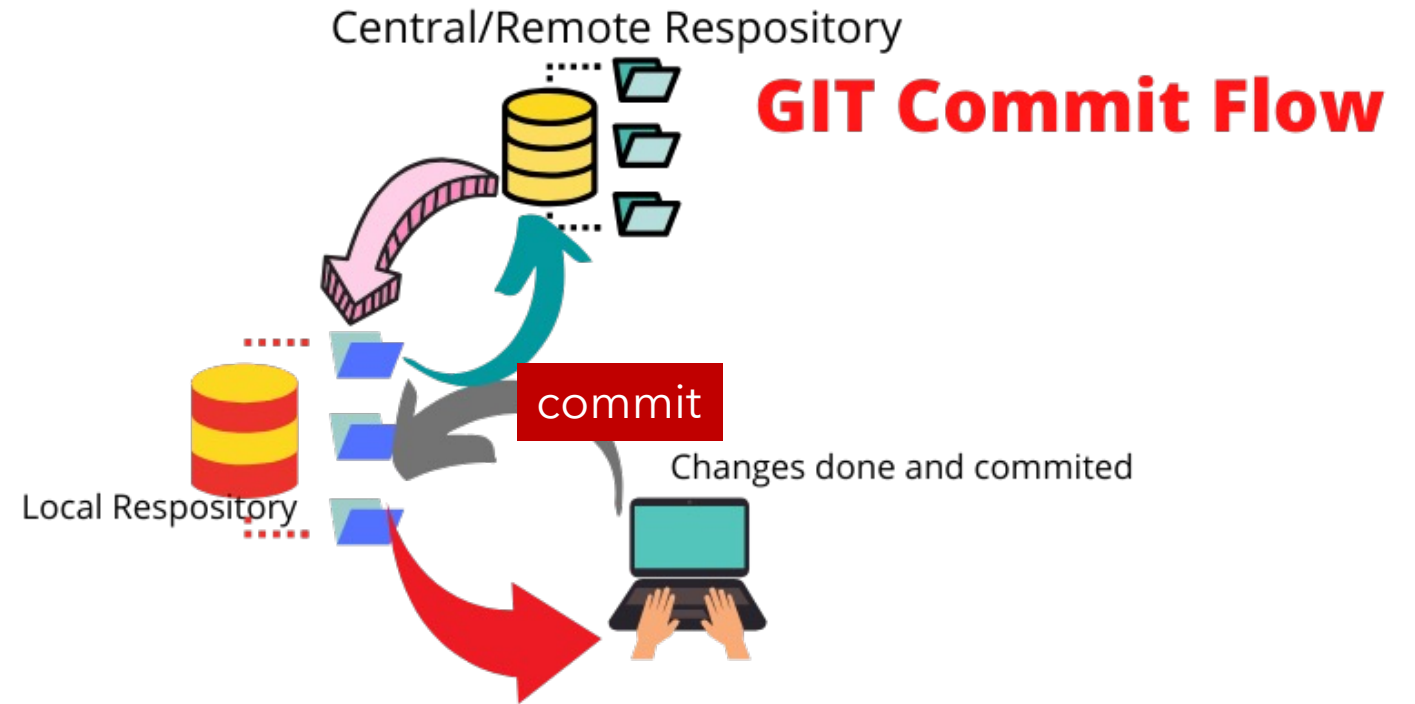 Central/Remote Respository
GIT Commit Flow
commit
Changes done and commited
Local Respository